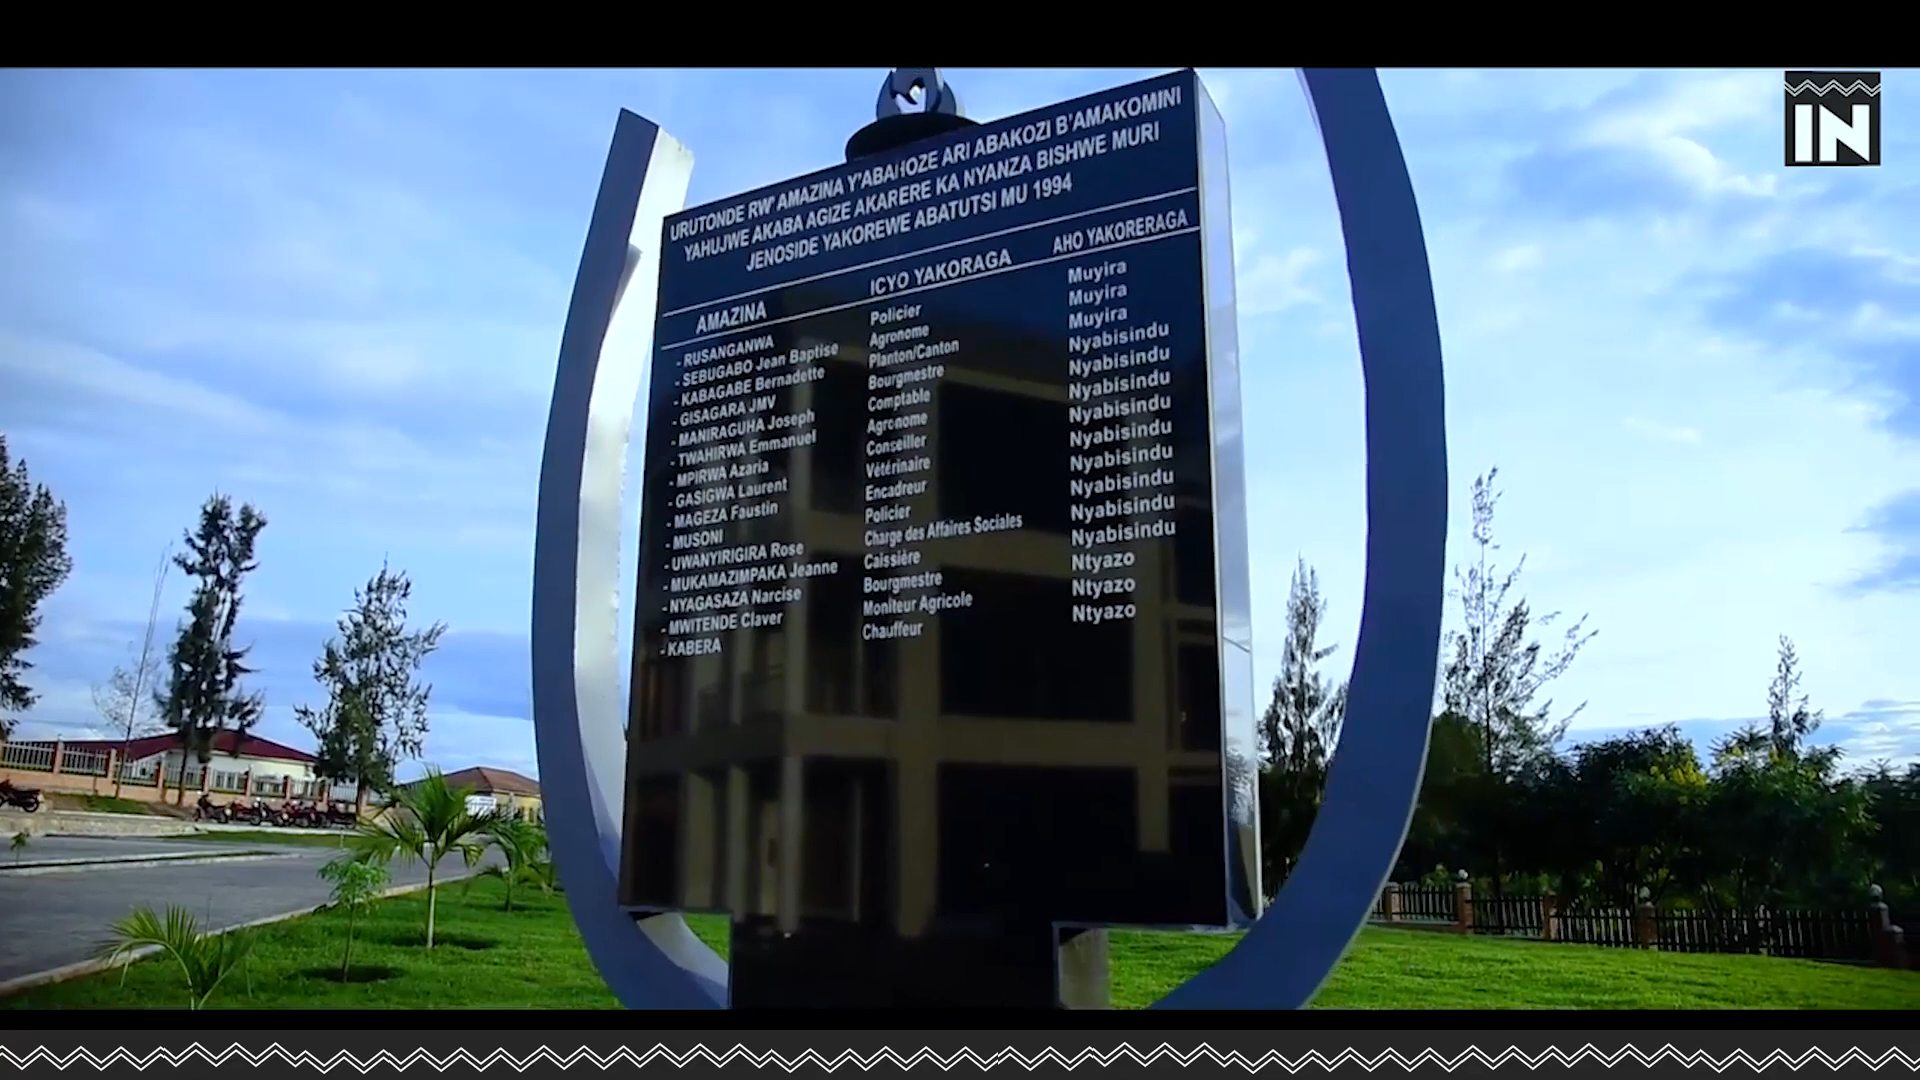 IN
URUTONDE RW' AMAZINA Y'ABAHOZE ARI ABAKOZI B'AMAKOMINI
YAHUJWE AKABA AGIZE AKARERE KA NYANZA BISHWE MURI
JENOSIDE YAKOREWE ABATUTSI MU 1994
AMAZINA ICYO YAKORAGA AHO YAKORERAGA
- RUSANGANWA Policier Muyira
- SEBUGABO Jean Baptise Agronome Muyira
- KABAGABE Bernadette Planton/Canton Muyira
- GISAGARA JMV Bourgmestre Nyabisindu
- MANIRAGUHA Joseph Comptable Nyabisindu
- TWAHIRWA Emmanuel Agronome Nyabisindu
- MPIRWA Azaria Conseiller Nyabisindu
- GASIGWA Laurent Vétérinaire Nyabisindu
- MAGEZA Faustin Encadreur Nyabisindu
- MUSONI Policier Nyabisindu
- UWANYIRIGIRA Rose Charge des Affaires Sociales Nyabisindu
- MUKAMAZIMPAKA Jeanne Caissière Nyabisindu
- NYAGASAZA Narcise Bourgmestre Ntyazo
- MWITENDE Claver Moniteur Agricole Ntyazo
- KABERA Chauffeur Ntyazo